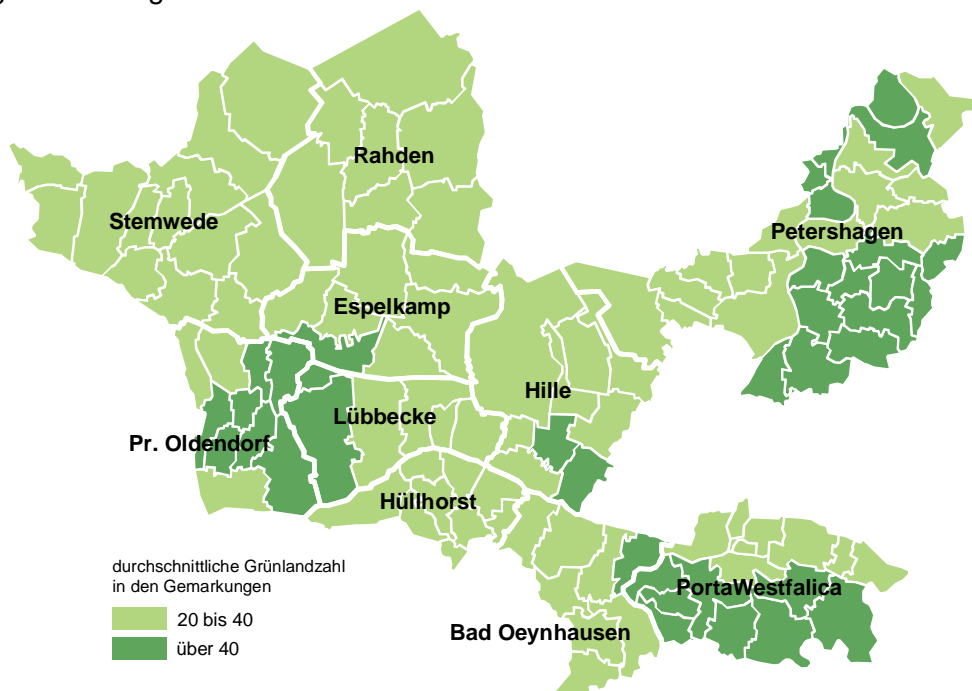 Rahden
Stemwede
Petershagen
Espelkamp
Hille
Lübbecke
Pr. Oldendorf
Hüllhorst
durchschnittliche Grünlandzahl
in den Gemarkungen
20 bis 40
über 40
PortaWestfalica
Bad Oeynhausen